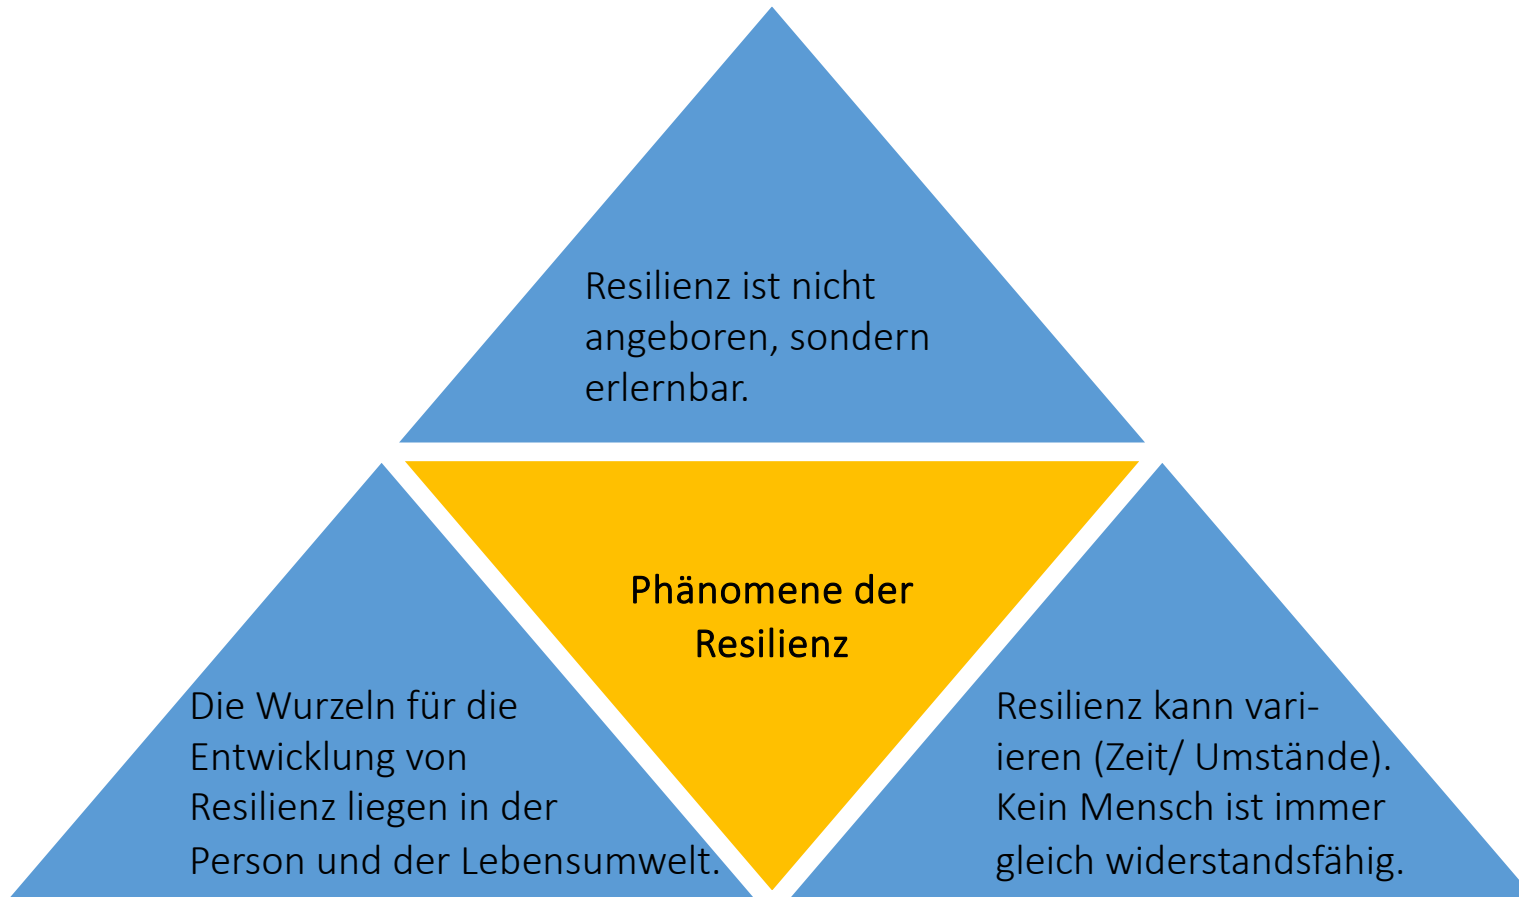 Resilienz ist nicht
angeboren, sondern
erlernbar.
Phänomene der
Resilienz
Die Wurzeln für die
Entwicklung von
Resilienz liegen in der
Person und der Lebensumwelt.
Resilienz kann vari-
ieren (Zeit/ Umstände).
Kein Mensch ist immer
gleich widerstandsfähig.